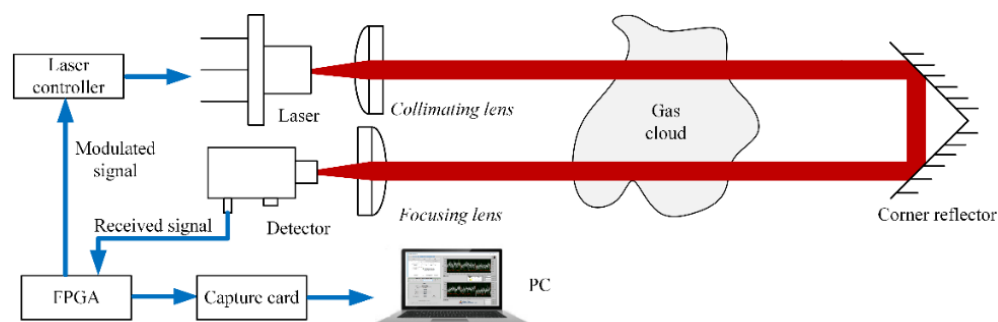 Laser
controller
Laser
Collimating lens
Gas
cloud
Modulated
signal
Received signal
Detector
Focusing lens
Corner reflector
FPGA
Capture card
PC